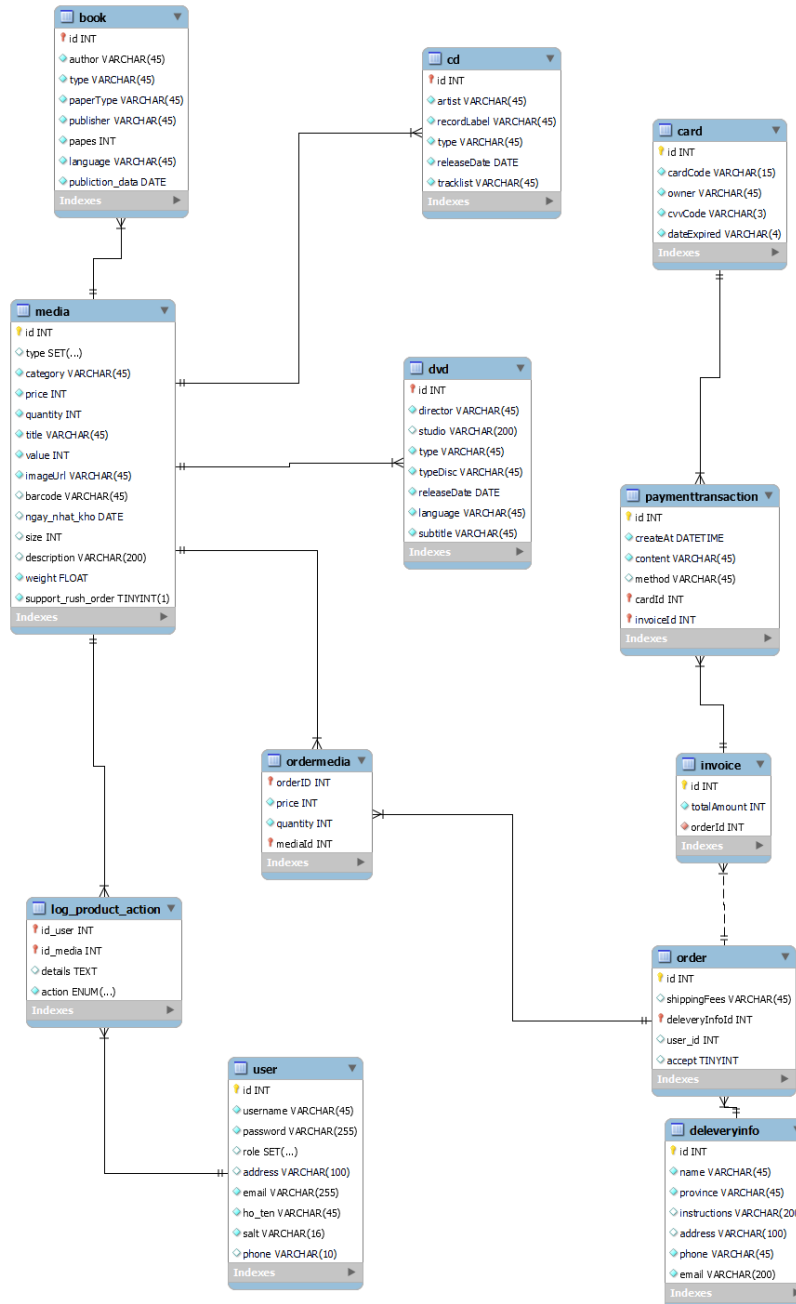 book
id INT
author VARCHAR(45)
type VARCHAR(45)
paperType VARCHAR(45)
publisher VARCHAR(45)
papes INT
language VARCHAR(45)
publiction_data DATE
Indexes
cd
id INT
artist VARCHAR(45)
recordLabel VARCHAR(45)
type VARCHAR(45)
releaseDate DATE
tracklist VARCHAR(45)
Indexes
card
id INT
cardCode VARCHAR(15)
owner VARCHAR(45)
cvvCode VARCHAR(3)
dateExpired VARCHAR(4)
Indexes
media
id INT
type SET(...)
category VARCHAR(45)
price INT
quantity INT
title VARCHAR(45)
value INT
imageUrl VARCHAR(45)
barcode VARCHAR(45)
ngay_nhat_kho DATE
size INT
description VARCHAR(200)
weight FLOAT
support_rush_order TINYINT(1)
Indexes
dvd
id INT
director VARCHAR(45)
studio VARCHAR(200)
type VARCHAR(45)
typeDisc VARCHAR(45)
releaseDate DATE
language VARCHAR(45)
subtitle VARCHAR(45)
Indexes
paymenttransaction
id INT
createAt DATETIME
content VARCHAR(45)
method VARCHAR(45)
cardId INT
invoiceId INT
Indexes
ordermedia
orderID INT
price INT
quantity INT
mediaId INT
Indexes
invoice
id INT
totalAmount INT
orderId INT
Indexes
log_product_action
id_user INT
id_media INT
details TEXT
action ENUM(...)
Indexes
order
id INT
shippingFees VARCHAR(45)
deleveryInfoId INT
user_id INT
accept TINYINT
Indexes
user
id INT
username VARCHAR(45)
password VARCHAR(255)
role SET(...)
address VARCHAR(100)
email VARCHAR(255)
ho_ten VARCHAR(45)
salt VARCHAR(16)
phone VARCHAR(10)
Indexes
deleveryinfo
id INT
name VARCHAR(45)
province VARCHAR(45)
instructions VARCHAR(200
address VARCHAR(100)
phone VARCHAR(45)
email VARCHAR(200)
Indexes